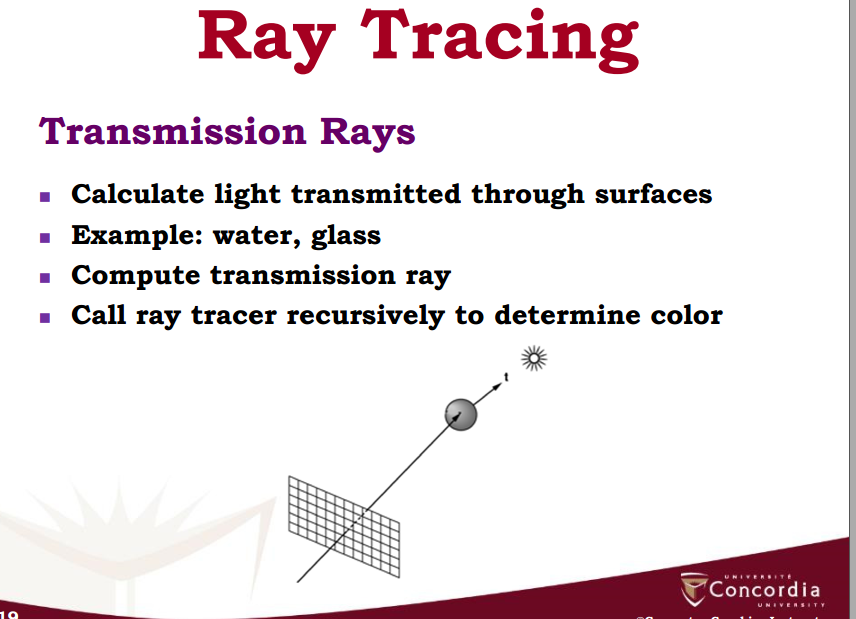 Ray Tracing
Transmission Rays
Calculate light transmitted through surfaces
Example: water, glass
Compute transmission ray
Call ray tracer recursively to determine color
t
UNIVERSITÉ
Concordia
UNIVERSITY
19